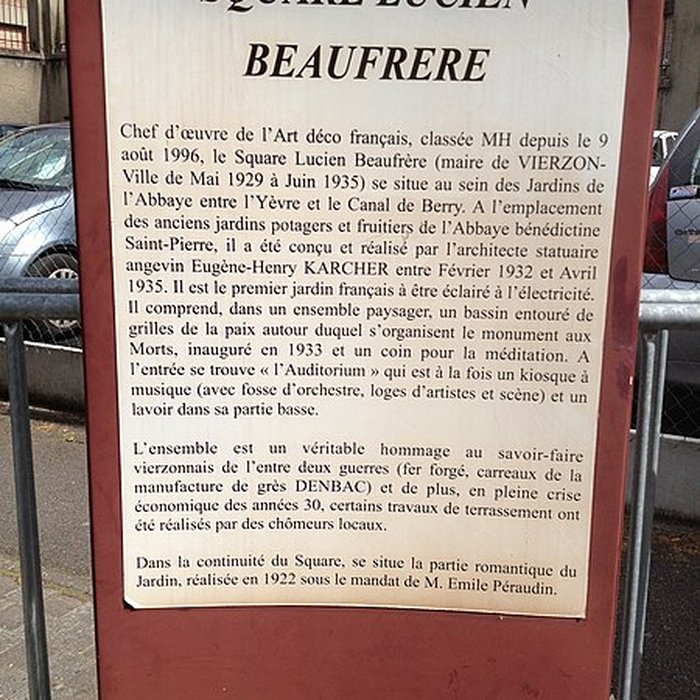 SQUARE LUCIEN
BEAUFRERE
Chef d'œuvre de l'Art déco français, classée MH depuis le 9
août 1996, le Square Lucien Beaufrère (maire de VIERZON-
Ville de Mai 1929 à Juin 1935) se situe au sein des Jardins de
l'Abbaye entre l'Yèvre et le Canal de Berry. A l'emplacement
des anciens jardins potagers et fruitiers de l'Abbaye bénédictine
Saint-Pierre, il a été conçu et réalisé par l'architecte statuaire
angevin Eugène-Henry KARCHER entre Février 1932 et Avril
1935. Il est le premier jardin français à être éclairé à l'électricité.
Il comprend, dans un ensemble paysager, un bassin entouré de
grilles de la paix autour duquel s'organisent le monument aux
Morts, inauguré en 1933 et un coin pour la méditation. A
l'entrée se trouve « l'Auditorium » qui est à la fois un kiosque à
musique (avec fosse d'orchestre, loges d'artistes et scène) et un
lavoir dans sa partie basse.
L'ensemble est un véritable hommage au savoir-faire
vierzonnais de l'entre deux guerres (fer forgé, carreaux de la
manufacture de grès DENBAC) et de plus, en pleine crise
économique des années 30, certains travaux de terrassement ont
été réalisés par des chômeurs locaux.
Dans la continuité du Square, se situe la partie romantique du
Jardin, réalisée en 1922 sous le mandat de M. Emile Péraudin.